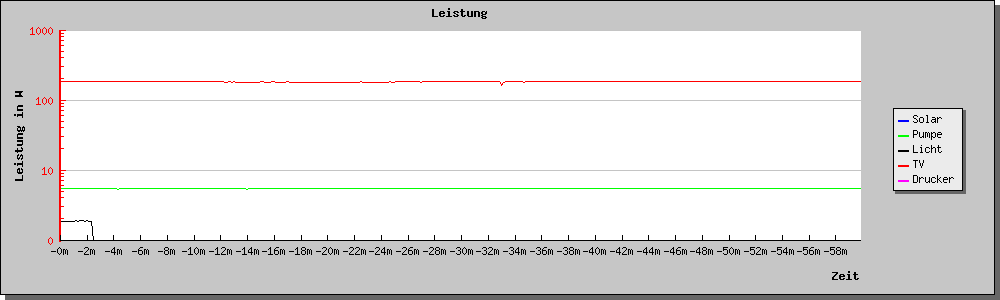 Leistung
1000
100
10
0
Leistung in W
-0m -2m -4m -6m -8m -10m -12m -14m -16m -18m -20m -22m -24m -26m -28m -30m -32m -34m -36m -38m -40m -42m -44m -46m -48m -50m -52m -54m -56m -58m
Zeit
Solar
Pumpe
Licht
TV
Drucker